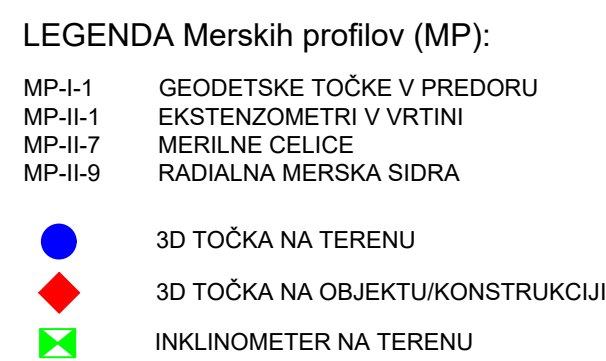 LEGENDA Merskih profilov (MP):
MP-I-1 GEODETSKE TOČKE V PREDORU
MP-II-1 EKSTENZOMETRI V VRTINI
MP-II-7 MERILNE CELICE
MP-II-9 RADIALNA MERSKA SIDRA
3D TOČKA NA TERENU
3D TOČKA NA OBJEKTU/KONSTRUKCIJI
INKLINOMETER NA TERENU